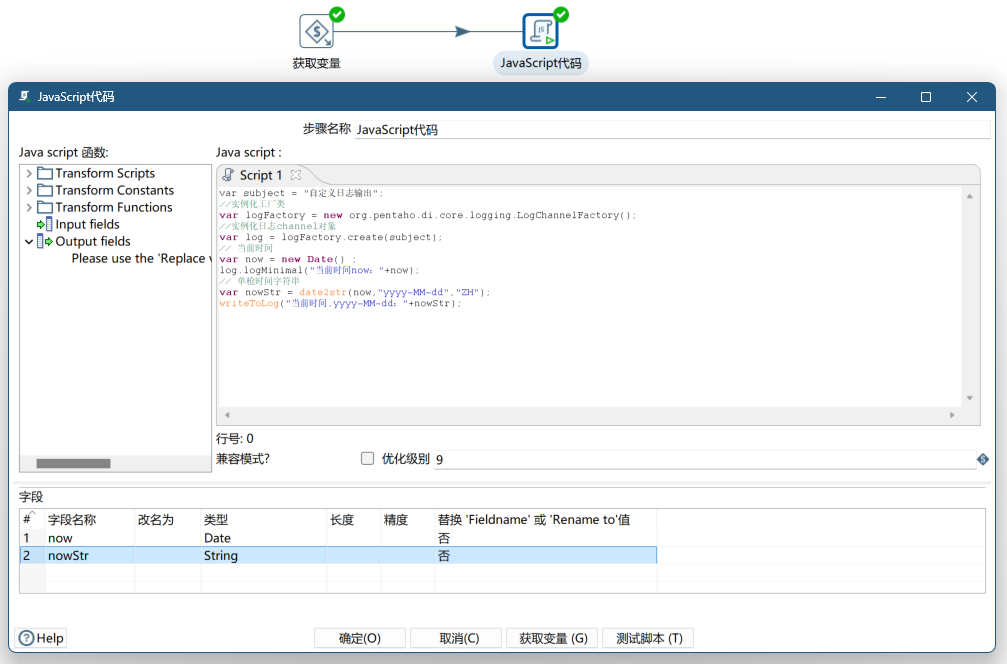 获取变量
JavaScript代码
JavaScript代码
步骤名称 JavaScript代码
Java script 函数:
Java script :
Transform Scripts
Transform Constants
Transform Functions
Input fields
Output fields
Please use the 'Replace v
Script 1
var subject = "自定义日志输出";
//实例化工厂类
var logFactory = new org.pentaho.di.core.logging.LogChannelFactory();
//实例化日志channel对象
var log = logFactory.create(subject);
// 当前时间
var now = new Date() ;
log.logMinimal("当前时间now: "+now);
// 单枪时间字符串
var nowStr = date2str(now,"yyyy-MM-dd","ZH");
writeToLog("当前时间,yyyy-MM-dd: "+nowStr);
行号: 0
兼容模式? 优化级别 9
字段
# 字段名称 改名为 类型 长度 精度 替换 'Fieldname' 或 'Rename to'值
1 now Date 否
2 nowStr String 否
Help 确定(O) 取消(C) 获取变量 (G) 测试脚本 (T)